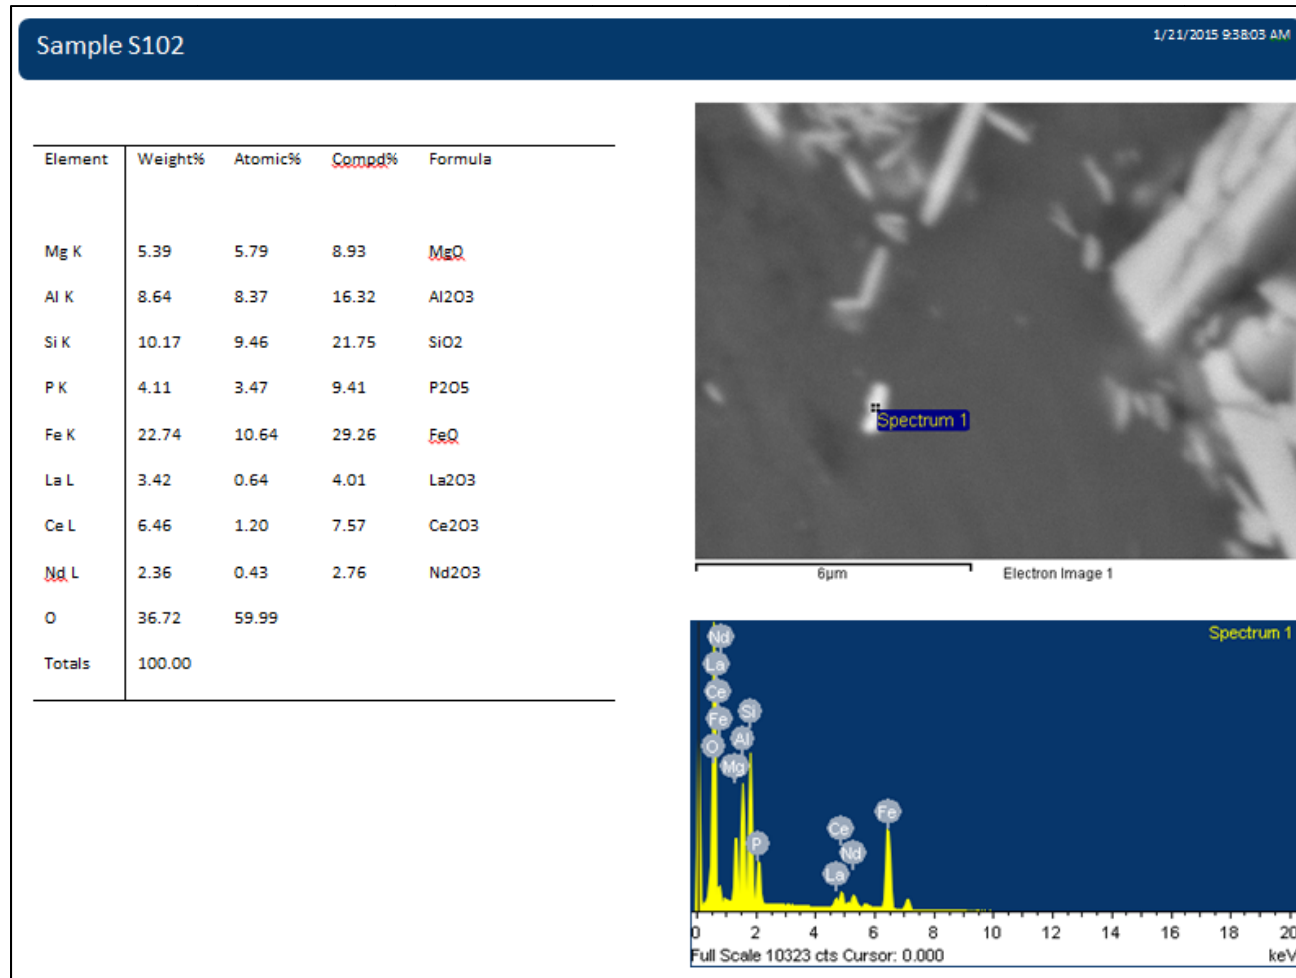 Sample S102
1/21/2015 9:38:03 AM
Element Weight% Atomic% Compd% Formula
Mg K 5.39 5.79 8.93 MgO
Al K 8.64 8.37 16.32 Al2O3
Si K 10.17 9.46 21.75 SiO2
P K 4.11 3.47 9.41 P2O5
Fe K 22.74 10.64 29.26 FeO
La L 3.42 0.64 4.01 La2O3
Ce L 6.46 1.20 7.57 Ce2O3
Nd L 2.36 0.43 2.76 Nd2O3
O 36.72 59.99
Totals 100.00
Spectrum 1
6µm Electron Image 1
Spectrum 1
Nd
La
Ce
Fe Si
O Al
Mg
P
Ce
Nd
La
Fe
0 2 4 6 8 10 12 14 16 18 20
Full Scale 10323 cts Cursor: 0.000 keV